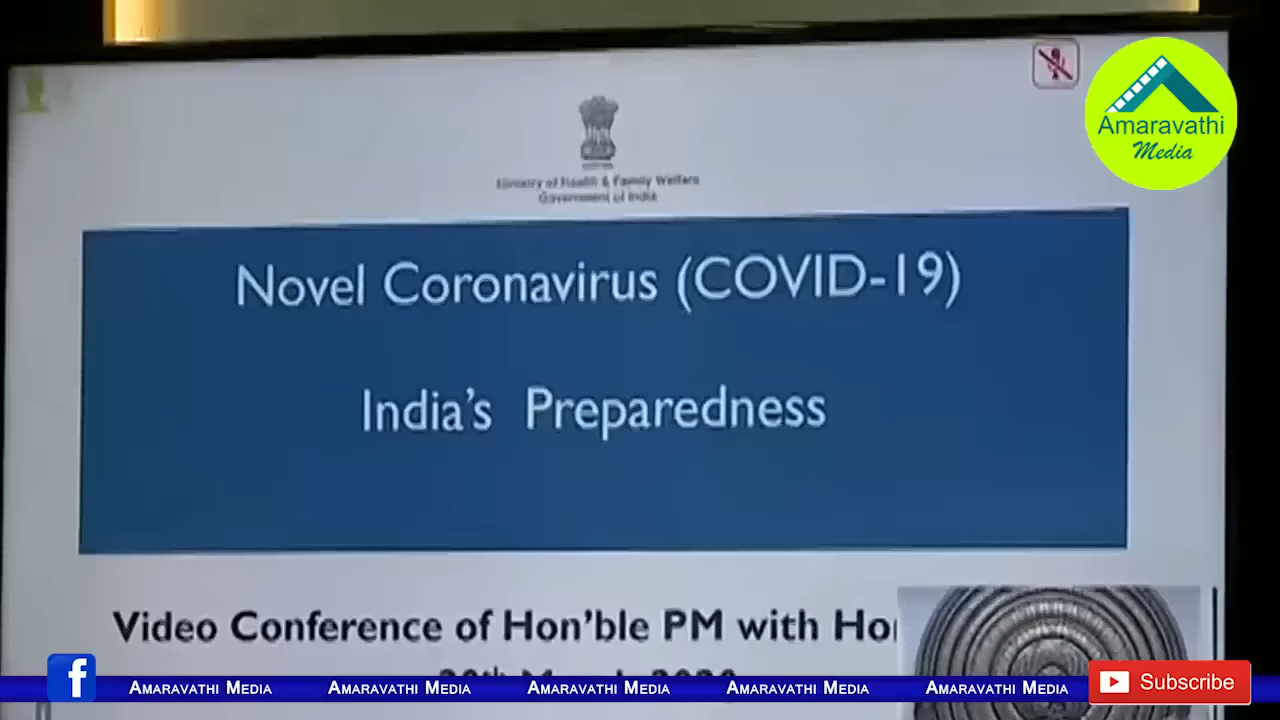 Amaravathi
Media
Ministry of Health & Family Welfare
Government of India
Novel Coronavirus (COVID-19)
India's Preparedness
Video Conference of Hon'ble PM with Hon
Amaravathi Media Amaravathi Media Amaravathi Media Amaravathi Media Amaravathi Media
Subscribe